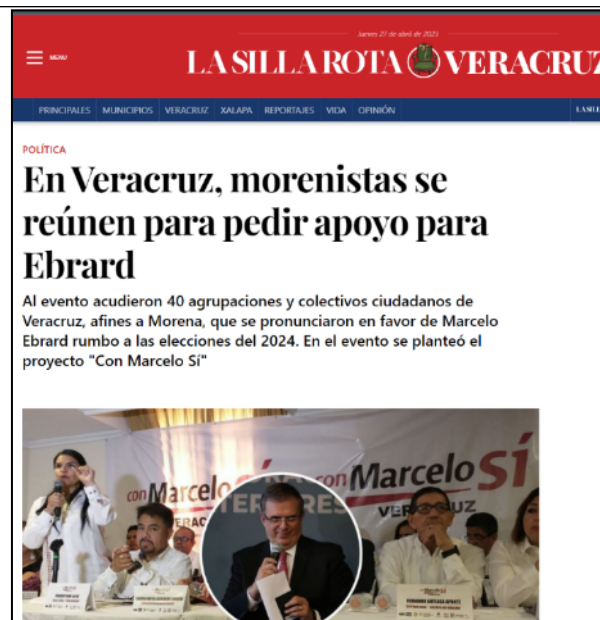 Jueves 27 de abril de 2023
MENÚ
LA SILLA ROTA VERACRUZ
PRINCIPALES MUNICIPIOS VERACRUZ XALAPA REPORTAJES VIDA OPINIÓN
POLÍTICA
En Veracruz, morenistas se
reúnen para pedir apoyo para
Ebrard
Al evento acudieron 40 agrupaciones y colectivos ciudadanos de
Veracruz, afines a Morena, que se pronunciaron en favor de Marcelo
Ebrard rumbo a las elecciones del 2024. En el evento se planteó el
proyecto "Con Marcelo Sí"
con Marcelo
con Marcelo Sí
VERACRUZ